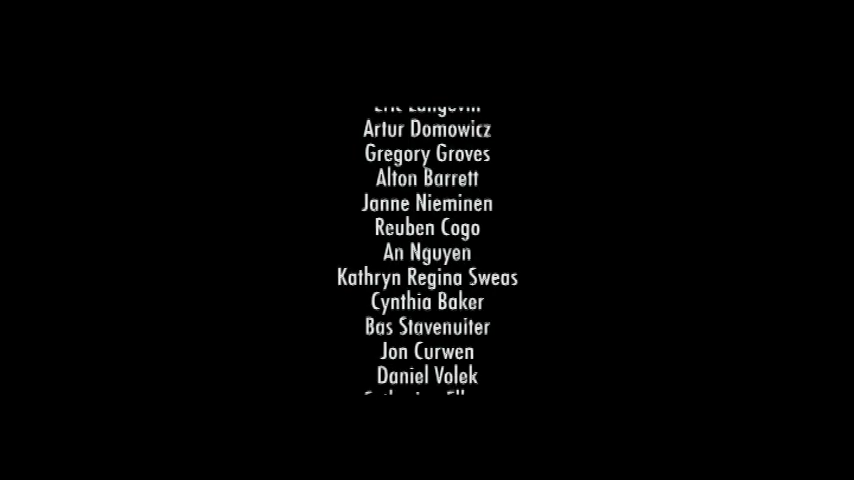 Artur Domowicz
Gregory Groves
Alton Barrett
Janne Nieminen
Reuben Cogo
An Nguyen
Kathryn Regina Sweas
Cynthia Baker
Bas Stavenuiter
Jon Curwen
Daniel Volek